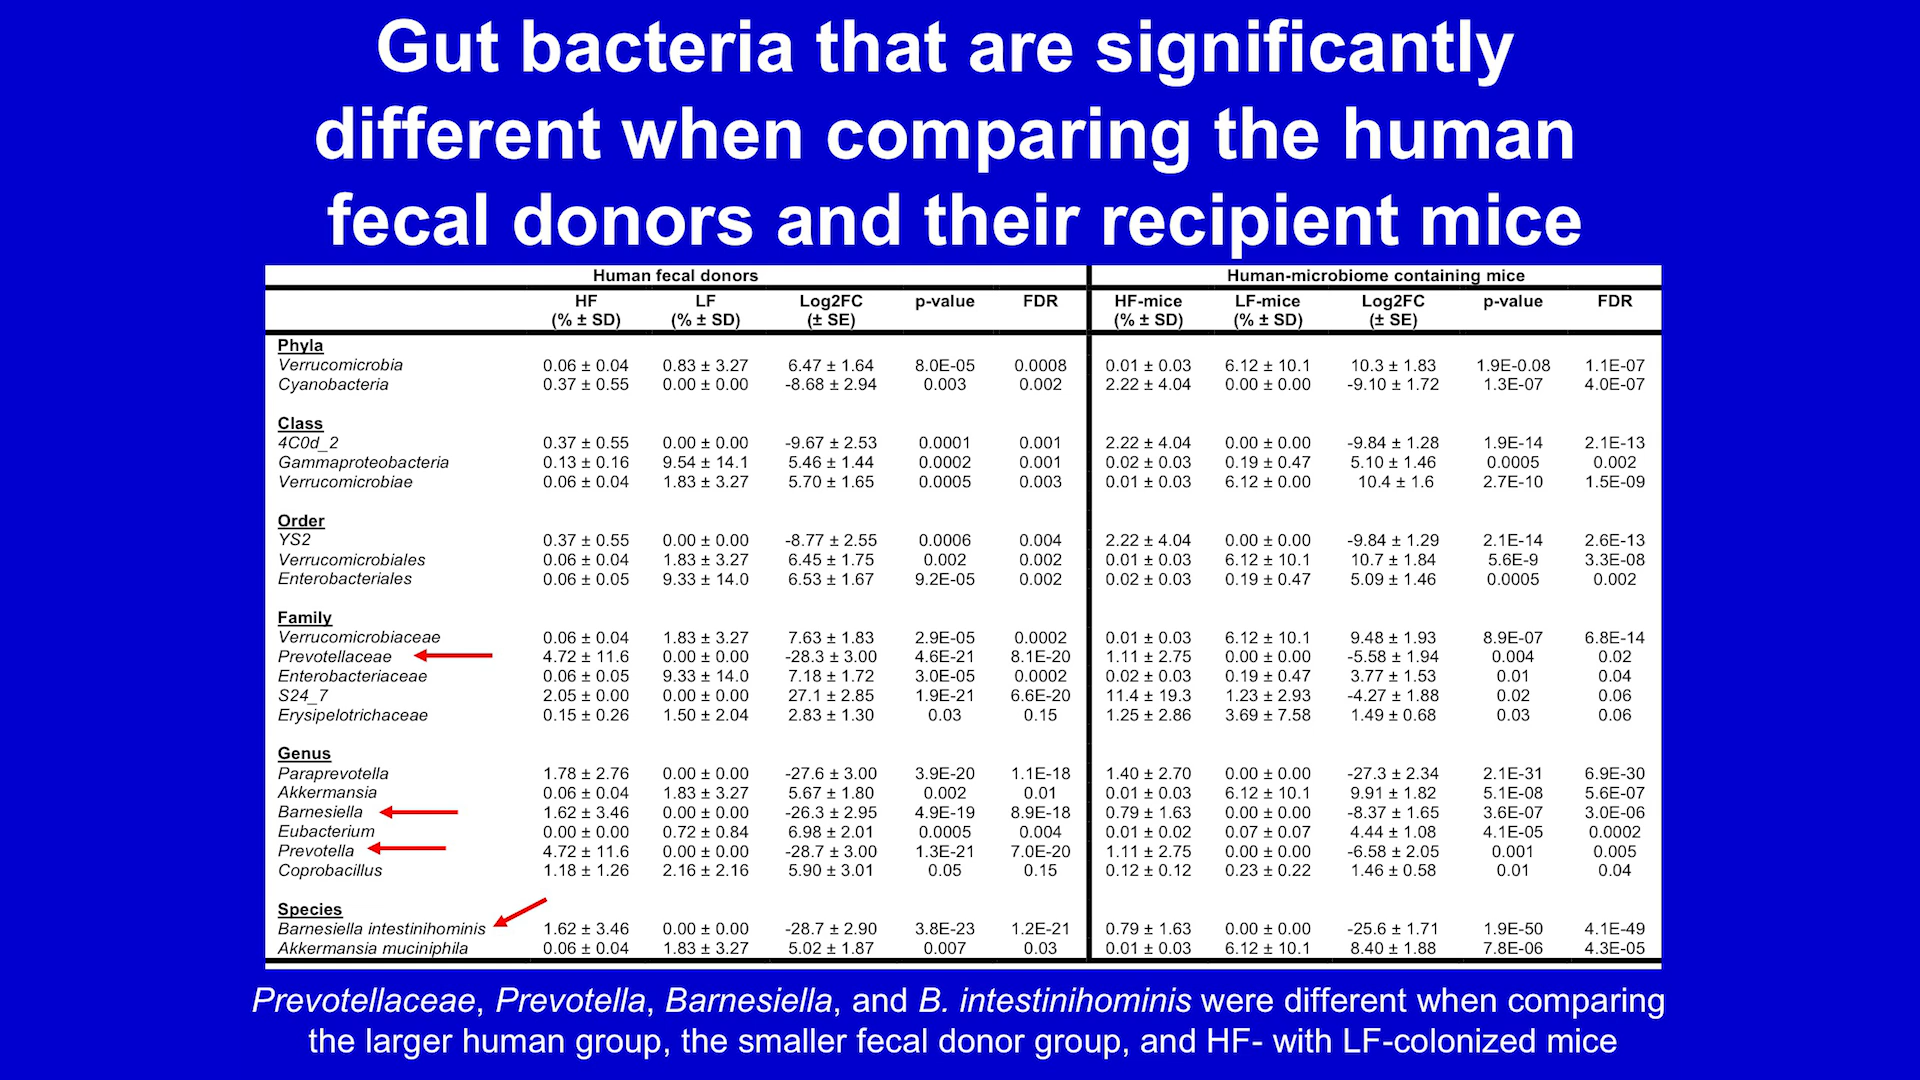 Gut bacteria that are significantly
different when comparing the human
fecal donors and their recipient mice
Human fecal donors Human-microbiome containing mice
HF LF Log2FC p-value FDR HF-mice LF-mice Log2FC p-value FDR
(% ± SD) (% ± SD) (± SE) (% ± SD) (% ± SD) (± SE)
Phyla
Verrucomicrobia 0.06 ± 0.04 0.83 ± 3.27 6.47 ± 1.64 8.0E-05 0.0008 0.01 ± 0.03 6.12 ± 10.1 10.3 ± 1.83 1.9E-0.08 1.1E-07
Cyanobacteria 0.37 ± 0.55 0.00 ± 0.00 -8.68 ± 2.94 0.003 0.002 2.22 ± 4.04 0.00 ± 0.00 -9.10 ± 1.72 1.3E-07 4.0E-07
Class
4C0d_2 0.37 ± 0.55 0.00 ± 0.00 -9.67 ± 2.53 0.0001 0.001 2.22 ± 4.04 0.00 ± 0.00 -9.84 ± 1.28 1.9E-14 2.1E-13
Gammaproteobacteria 0.13 ± 0.16 9.54 ± 14.1 5.46 ± 1.44 0.0002 0.001 0.02 ± 0.03 0.19 ± 0.47 5.10 ± 1.46 0.0005 0.002
Verrucomicrobiae 0.06 ± 0.04 1.83 ± 3.27 5.70 ± 1.65 0.0005 0.003 0.01 ± 0.03 6.12 ± 0.00 10.4 ± 1.6 2.7E-10 1.5E-09
Order
YS2 0.37 ± 0.55 0.00 ± 0.00 -8.77 ± 2.55 0.0006 0.004 2.22 ± 4.04 0.00 ± 0.00 -9.84 ± 1.29 2.1E-14 2.6E-13
Verrucomicrobiales 0.06 ± 0.04 1.83 ± 3.27 6.45 ± 1.75 0.002 0.002 0.01 ± 0.03 6.12 ± 10.1 10.7 ± 1.84 5.6E-9 3.3E-08
Enterobacteriales 0.06 ± 0.05 9.33 ± 14.0 6.53 ± 1.67 9.2E-05 0.002 0.02 ± 0.03 0.19 ± 0.47 5.09 ± 1.46 0.0005 0.002
Family
Verrucomicrobiaceae 0.06 ± 0.04 1.83 ± 3.27 7.63 ± 1.83 2.9E-05 0.0002 0.01 ± 0.03 6.12 ± 10.1 9.48 ± 1.93 8.9E-07 6.8E-14
Prevotellaceae 4.72 ± 11.6 0.00 ± 0.00 -28.3 ± 3.00 4.6E-21 8.1E-20 1.11 ± 2.75 0.00 ± 0.00 -5.58 ± 1.94 0.004 0.02
Enterobacteriaceae 0.06 ± 0.05 9.33 ± 14.0 7.18 ± 1.72 3.0E-05 0.0002 0.02 ± 0.03 0.19 ± 0.47 3.77 ± 1.53 0.01 0.04
S24_7 2.05 ± 0.00 0.00 ± 0.00 27.1 ± 2.85 1.9E-21 6.6E-20 11.4 ± 19.3 1.23 ± 2.93 -4.27 ± 1.88 0.02 0.06
Erysipelotrichaceae 0.15 ± 0.26 1.50 ± 2.04 2.83 ± 1.30 0.03 0.15 1.25 ± 2.86 3.69 ± 7.58 1.49 ± 0.68 0.03 0.06
Genus
Paraprevotella 1.78 ± 2.76 0.00 ± 0.00 -27.6 ± 3.00 3.9E-20 1.1E-18 1.40 ± 2.70 0.00 ± 0.00 -27.3 ± 2.34 2.1E-31 6.9E-30
Akkermansia 0.06 ± 0.04 1.83 ± 3.27 5.67 ± 1.80 0.002 0.01 0.01 ± 0.03 6.12 ± 10.1 9.91 ± 1.82 5.1E-08 5.6E-07
Barnesiella 1.62 ± 3.46 0.00 ± 0.00 -26.3 ± 2.95 4.9E-19 8.9E-18 0.79 ± 1.63 0.00 ± 0.00 -8.37 ± 1.65 3.6E-07 3.0E-06
Eubacterium 0.00 ± 0.00 0.72 ± 0.84 6.98 ± 2.01 0.0005 0.004 0.01 ± 0.02 0.07 ± 0.07 4.44 ± 1.08 4.1E-05 0.0002
Prevotella 4.72 ± 11.6 0.00 ± 0.00 -28.7 ± 3.00 1.3E-21 7.0E-20 1.11 ± 2.75 0.00 ± 0.00 -6.58 ± 2.05 0.001 0.005
Coprobacillus 1.18 ± 1.26 2.16 ± 2.16 5.90 ± 3.01 0.05 0.15 0.12 ± 0.12 0.23 ± 0.22 1.46 ± 0.58 0.01 0.04
Species
Barnesiella intestinihominis 1.62 ± 3.46 0.00 ± 0.00 -28.7 ± 2.90 3.8E-23 1.2E-21 0.79 ± 1.63 0.00 ± 0.00 -25.6 ± 1.71 1.9E-50 4.1E-49
Akkermansia muciniphila 0.06 ± 0.04 1.83 ± 3.27 5.02 ± 1.87 0.007 0.03 0.01 ± 0.03 6.12 ± 10.1 8.40 ± 1.88 7.8E-06 4.3E-05
Prevotellaceae, Prevotella, Barnesiella, and B. intestinihominis were different when comparing
the larger human group, the smaller fecal donor group, and HF- with LF-colonized mice